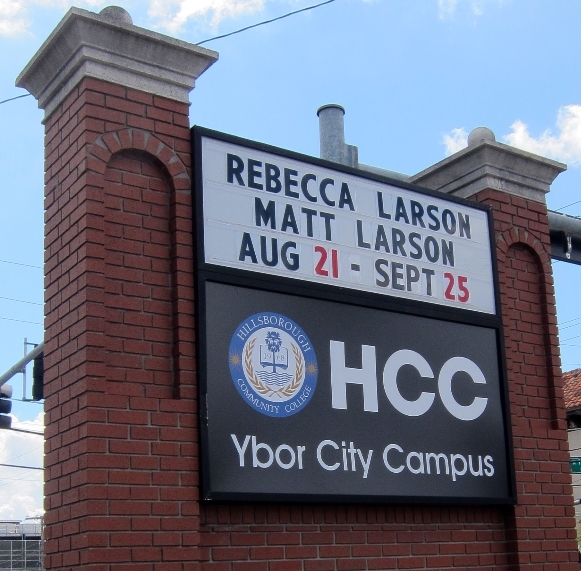 REBECCA LARSON
MATT LARSON
AUG 21 - SEPT 25
HILLSBOROUGH
COMMUNITY COLLEGE
HCC
Ybor City Campus